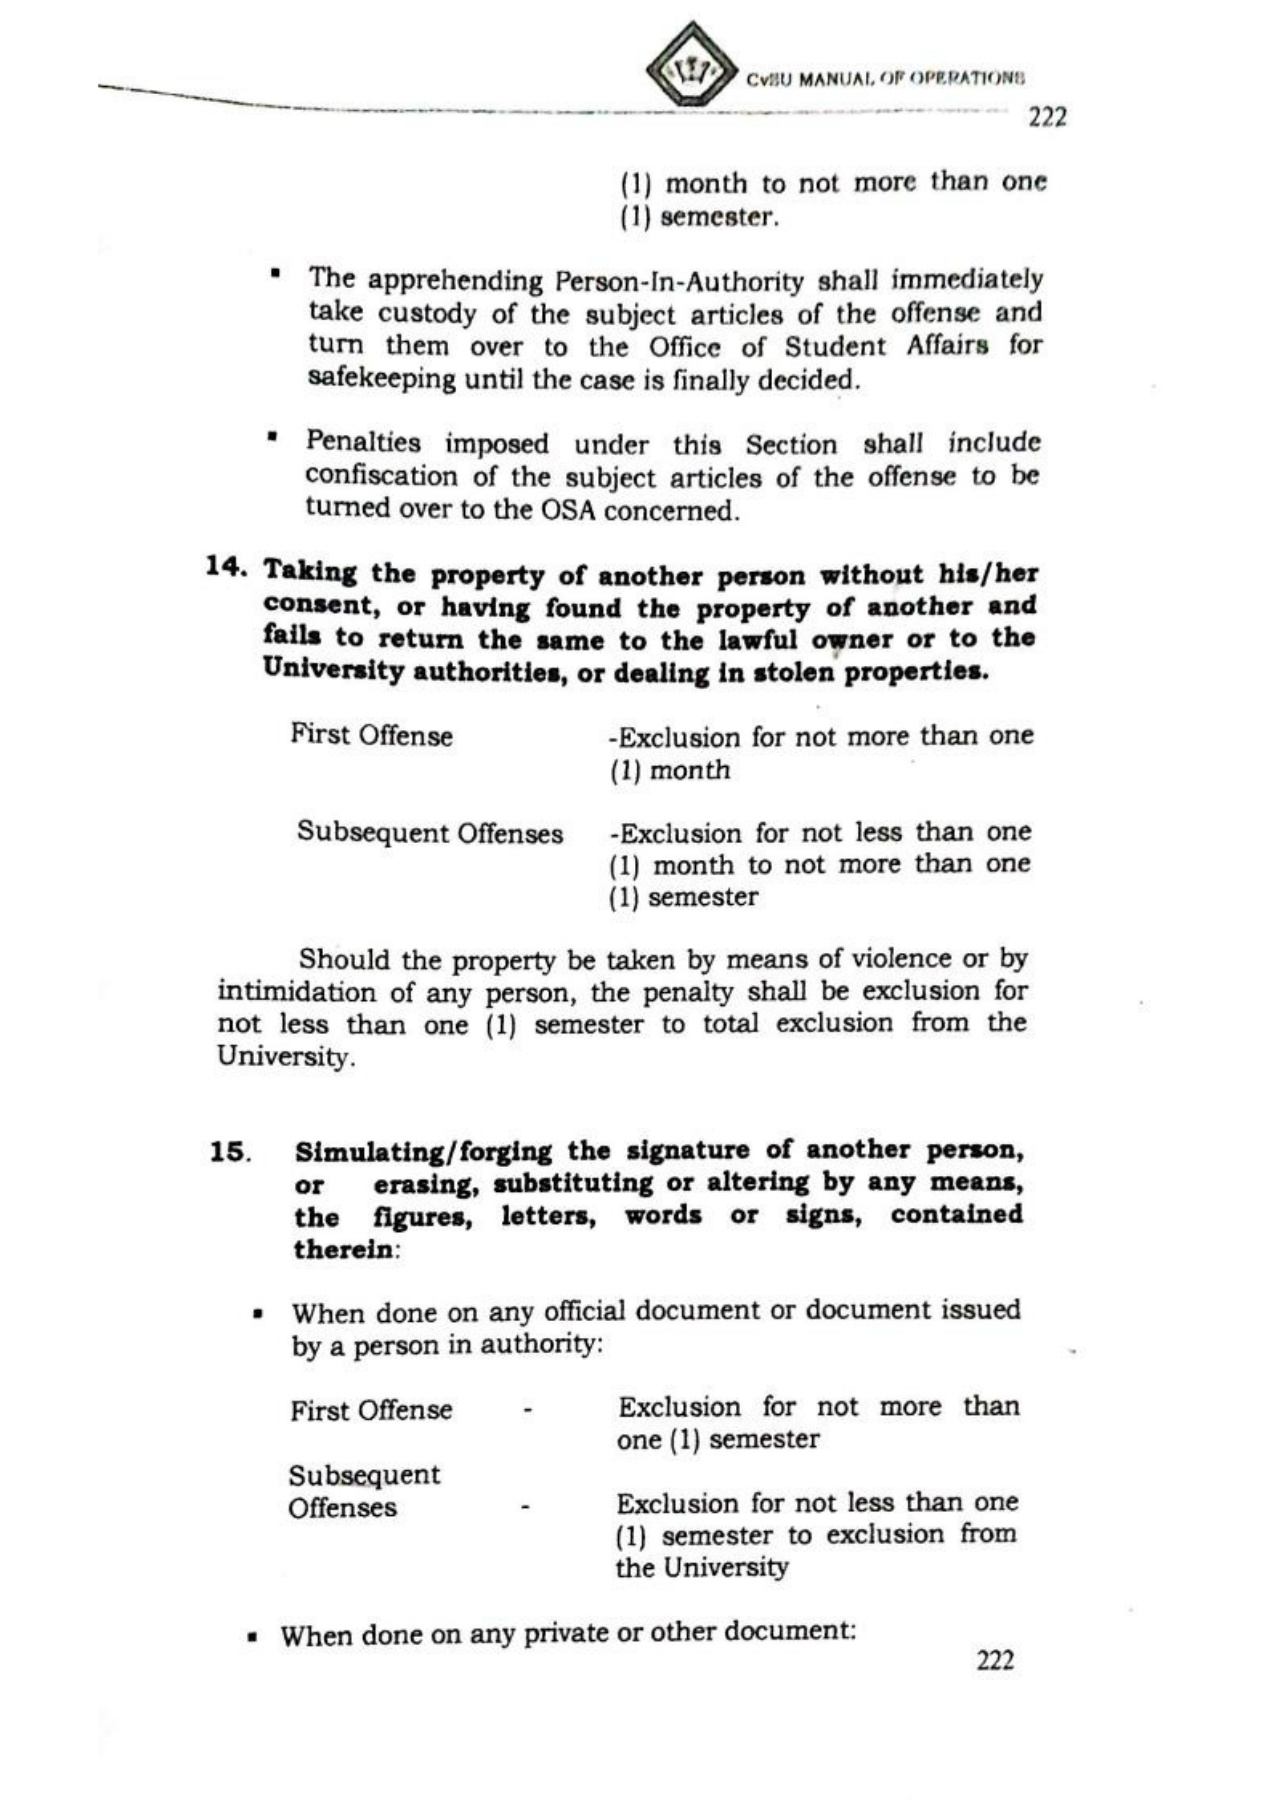 CvSU MANUAL OF OPERATIONS
222
(1) month to not more than one
(1) semester.
▪ The apprehending Person-In-Authority shall immediately
take custody of the subject articles of the offense and
turn them over to the Office of Student Affairs for
safekeeping until the case is finally decided.
▪ Penalties imposed under this Section shall include
confiscation of the subject articles of the offense to be
turned over to the OSA concerned.
14. Taking the property of another person without his/her
consent, or having found the property of another and
fails to return the same to the lawful owner or to the
University authorities, or dealing in stolen properties.
First Offense -Exclusion for not more than one
(1) month
Subsequent Offenses -Exclusion for not less than one
(1) month to not more than one
(1) semester
Should the property be taken by means of violence or by
intimidation of any person, the penalty shall be exclusion for
not less than one (1) semester to total exclusion from the
University.
15. Simulating/forging the signature of another person,
or erasing, substituting or altering by any means,
the figures, letters, words or signs, contained
therein:
▪ When done on any official document or document issued
by a person in authority:
First Offense - Exclusion for not more than
one (1) semester
Subsequent
Offenses - Exclusion for not less than one
(1) semester to exclusion from
the University
▪ When done on any private or other document:
222